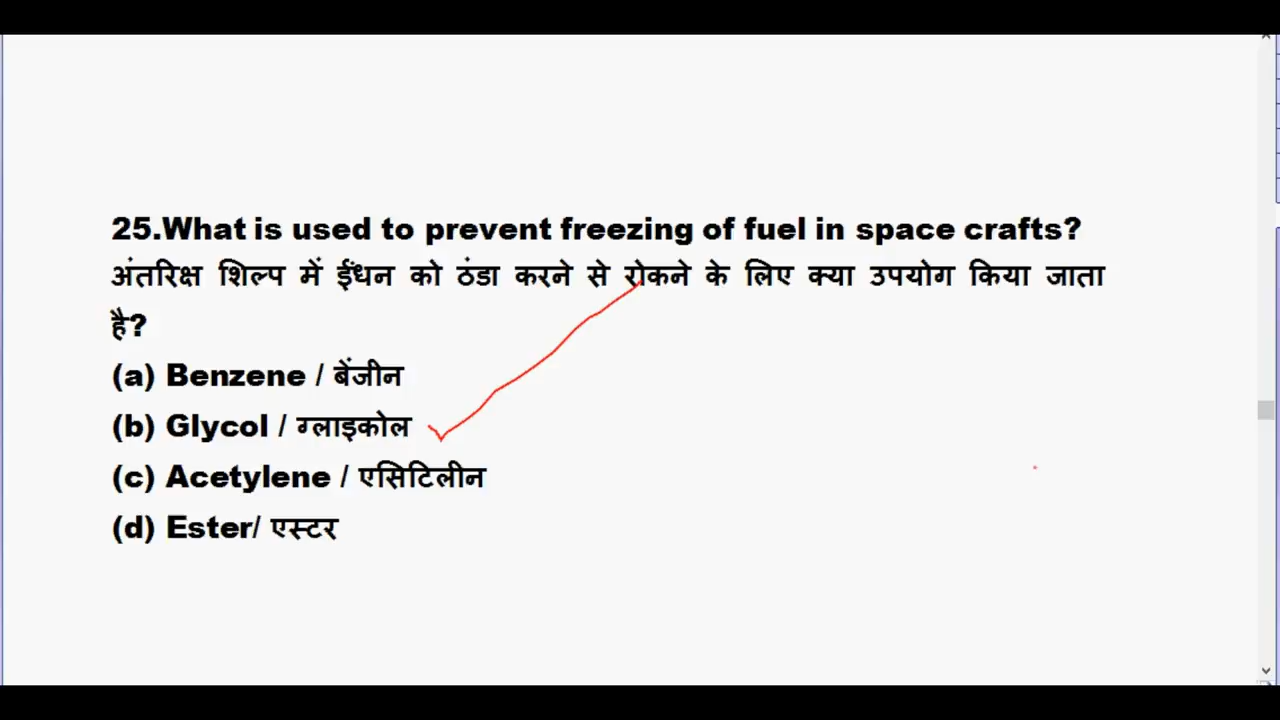 25.What is used to prevent freezing of fuel in space crafts?
अंतरिक्ष शिल्प में ईंधन को ठंडा करने से रोकने के लिए क्या उपयोग किया जाता
है?
(a) Benzene / बेंजीन
(b) Glycol / ग्लाइकोल
(c) Acetylene / एसिटिलीन
(d) Ester/ एस्टर